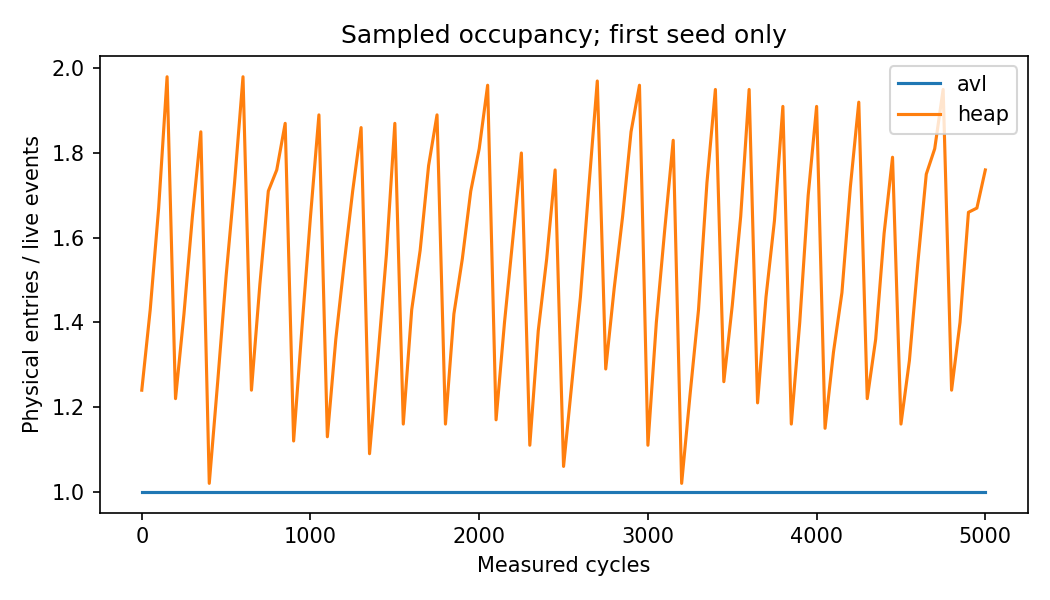 Sampled occupancy; first seed only
Physical entries / live events
2.0
1.8
1.6
1.4
1.2
1.0
avl
heap
0
1000
2000
3000
4000
5000
Measured cycles